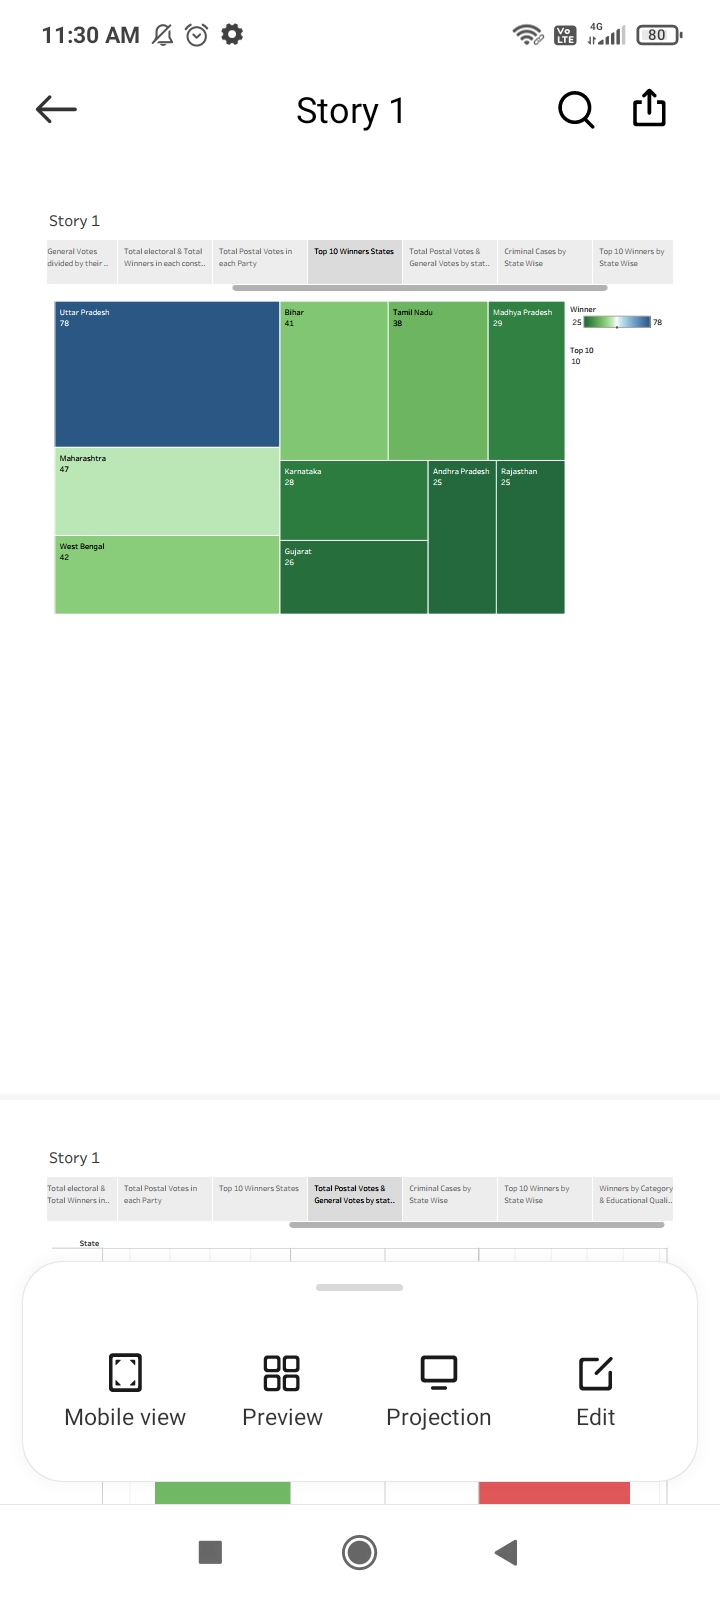 11:30 AM
Vo
LTE
4G
80
Story 1
Story 1
General Votes
divided by their ..
Total electoral & Total
Winners in each const..
Total Postal Votes in
each Party
Top 10 Winners States
Total Postal Votes &
General Votes by stat..
Criminal Cases by
State Wise
Top 10 Winners by
State Wise
Uttar Pradesh
78
Bihar
41
Tamil Nadu
38
Madhya Pradesh
29
Winner
25
78
Top 10
10
Maharashtra
47
Karnataka
28
Andhra Pradesh
25
Rajasthan
25
West Bengal
42
Gujarat
26
Story 1
Total electoral &
Total Winners in..
Total Postal Votes in
each Party
Top 10 Winners States
Total Postal Votes &
General Votes by stat..
Criminal Cases by
State Wise
Top 10 Winners by
State Wise
Winners by Category
& Educational Quali..
State
Mobile view
Preview
Projection
Edit